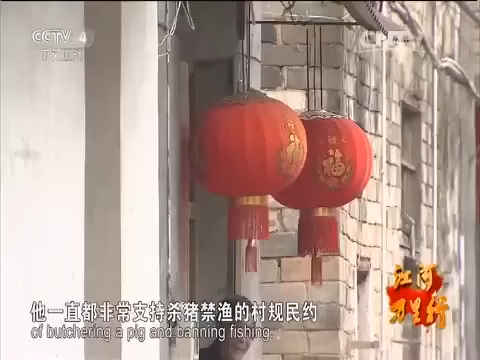 CCTV 4
中文国际
福
江河
万里行
他一直都非常支持杀猪禁渔的村规民约
of butchering a pig and banning fishing.